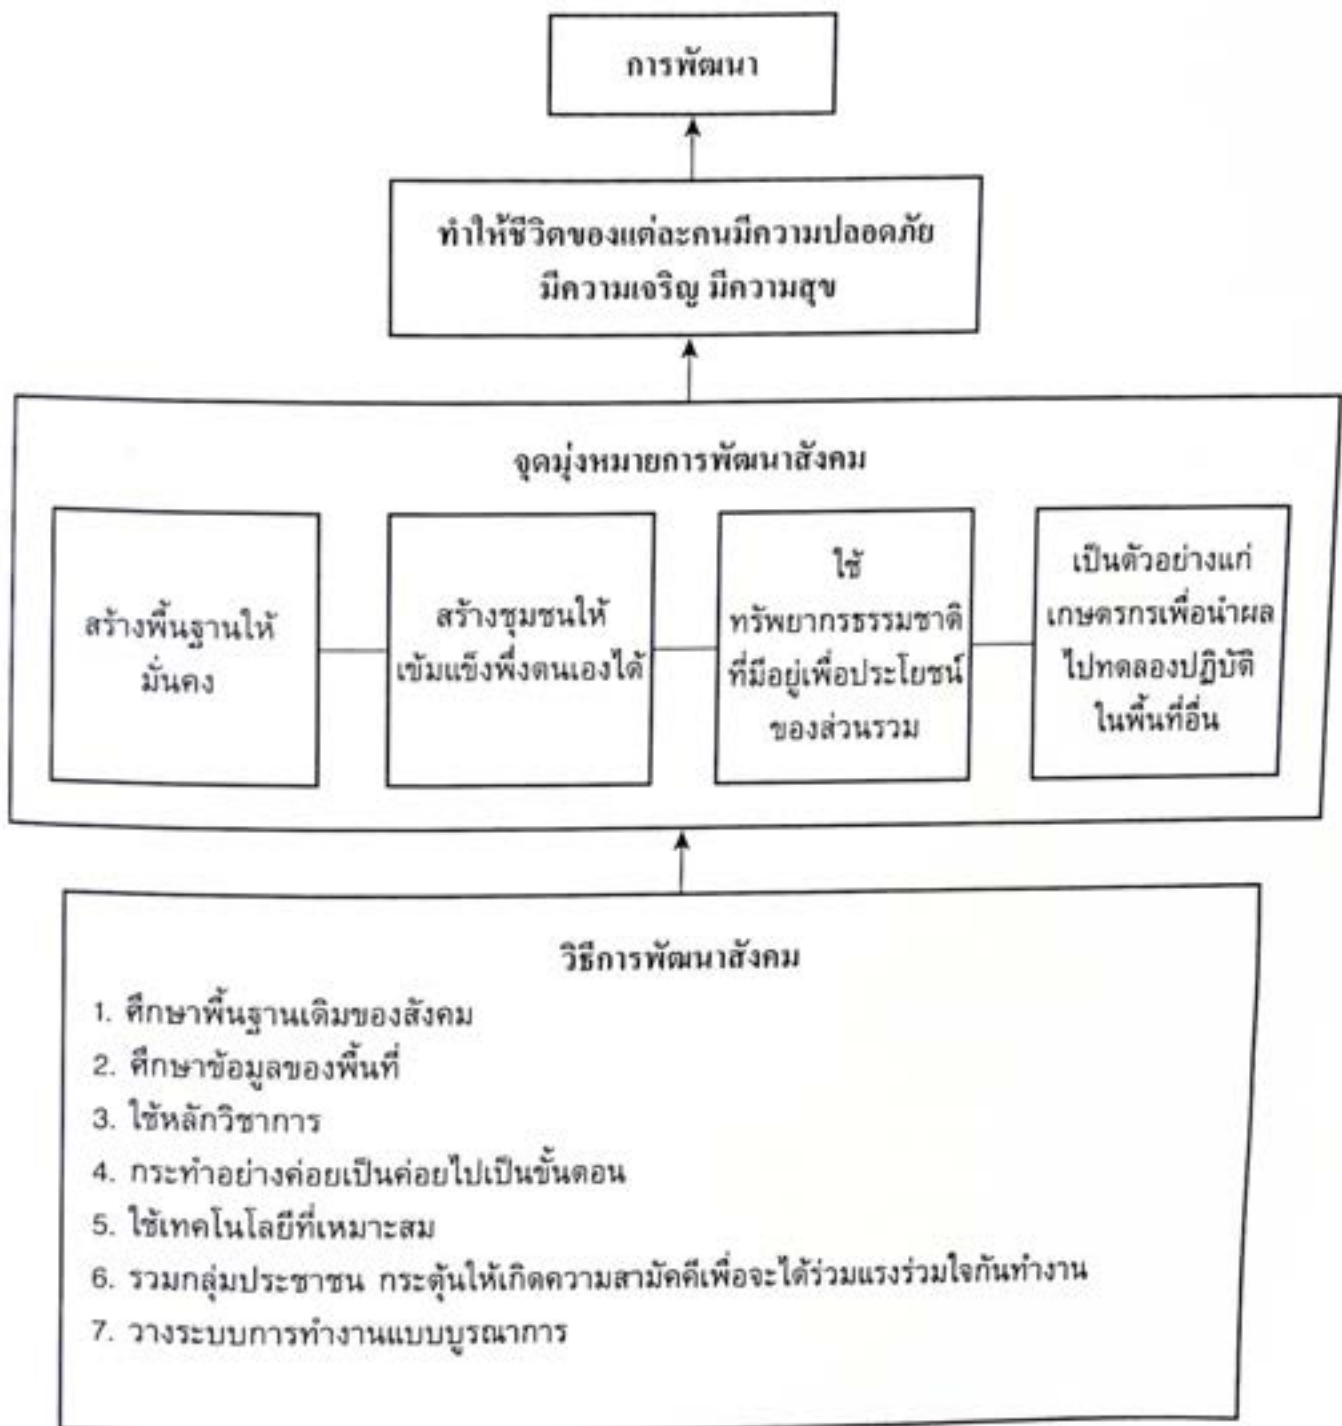 การพัฒนา
ทำให้ชีวิตของแต่ละคนมีความปลอดภัย
มีความเจริญ มีความสุข
จุดมุ่งหมายการพัฒนาสังคม
สร้างพื้นฐานให้
มั่นคง
สร้างชุมชนให้
เข้มแข็งพึ่งตนเองได้
ใช้
ทรัพยากรธรรมชาติ
ที่มีอยู่เพื่อประโยชน์
ของส่วนรวม
เป็นตัวอย่างแก่
เกษตรกรเพื่อนำผล
ไปทดลองปฏิบัติ
ในพื้นที่อื่น
วิธีการพัฒนาสังคม
1. ศึกษาพื้นฐานเดิมของสังคม
2. ศึกษาข้อมูลของพื้นที่
3. ใช้หลักวิชาการ
4. กระทำอย่างค่อยเป็นค่อยไปเป็นขั้นตอน
5. ใช้เทคโนโลยีที่เหมาะสม
6. รวมกลุ่มประชาชน กระตุ้นให้เกิดความสามัคคีเพื่อจะได้ร่วมแรงร่วมใจกันทำงาน
7. วางระบบการทำงานแบบบูรณาการ